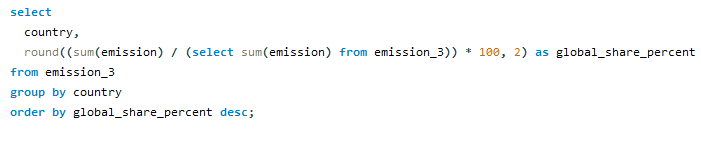 select
country,
round((sum(emission) / (select sum(emission) from emission_3)) * 100, 2) as global_share_percent
from emission_3
group by country
order by global_share_percent desc;